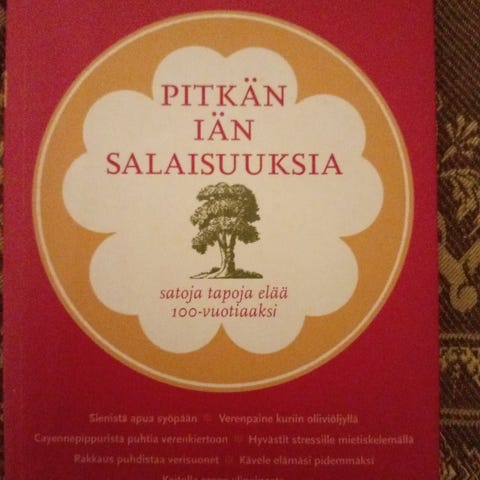 PITKÄN
IÄN
SALAISUUKSIA
satoja tapoja elää
100-vuotiaaksi
Sienistä apua syöpään Verenpaine kuriin oliiviöljyllä
Cayennepippurista puhtia verenkiertoon Hyvästit stressille mietiskelemällä
Rakkaus puhdistaa verisuonet Kävele elämäsi pidemmäksi